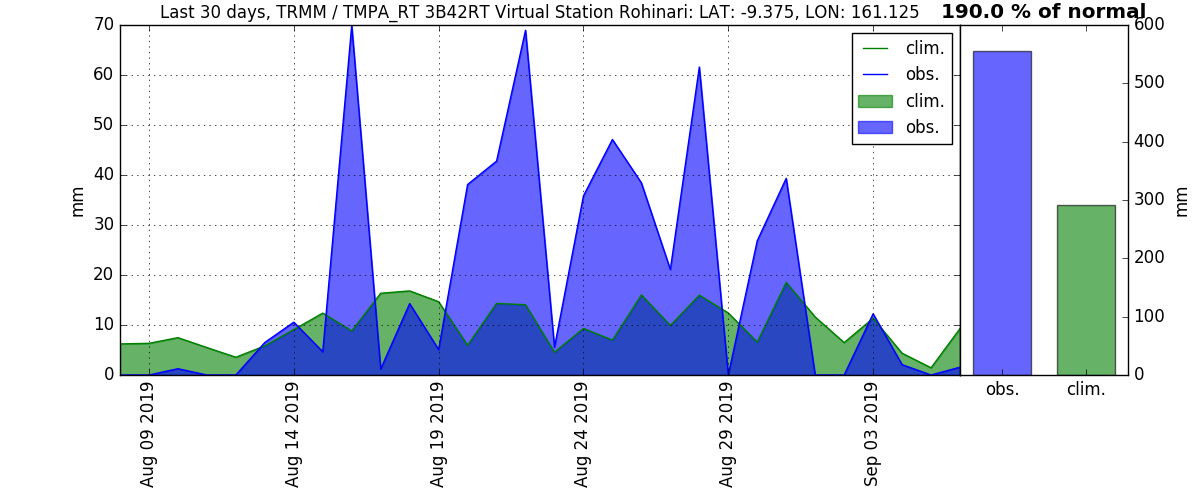 Last 30 days, TRMM / TMPA_RT 3B42RT Virtual Station Rohinari: LAT: -9.375, LON: 161.125
190.0 % of normal
70
60
50
40
30
20
10
0
mm
clim.
obs.
clim.
obs.
Aug 09 2019
Aug 14 2019
Aug 19 2019
Aug 24 2019
Aug 29 2019
Sep 03 2019
600
500
400
300
200
100
0
mm
obs.
clim.